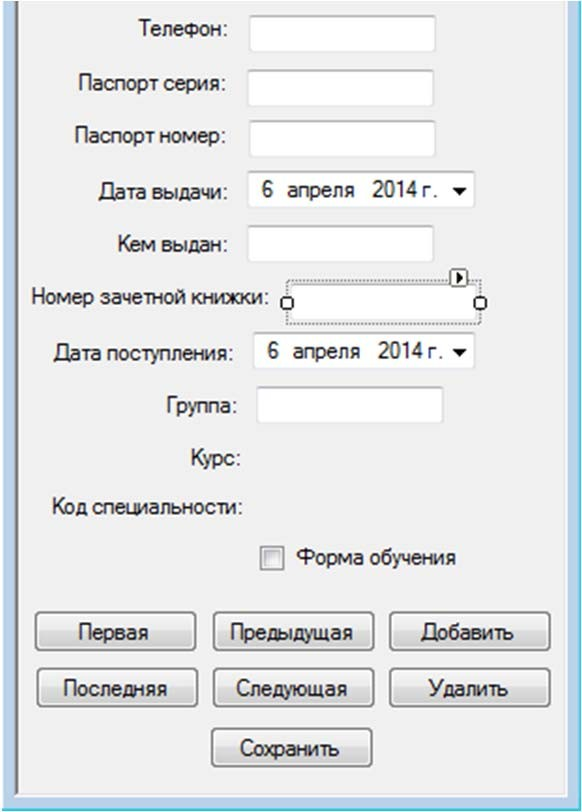 Телефон:
Паспорт серия:
Паспорт номер:
Дата выдачи: 6 апреля 2014 г.
Кем выдан:
Номер зачетной книжки:
Дата поступления: 6 апреля 2014 г.
Группа:
Курс:
Код специальности:
Форма обучения
Первая Предыдущая Добавить
Последняя Следующая Удалить
Сохранить